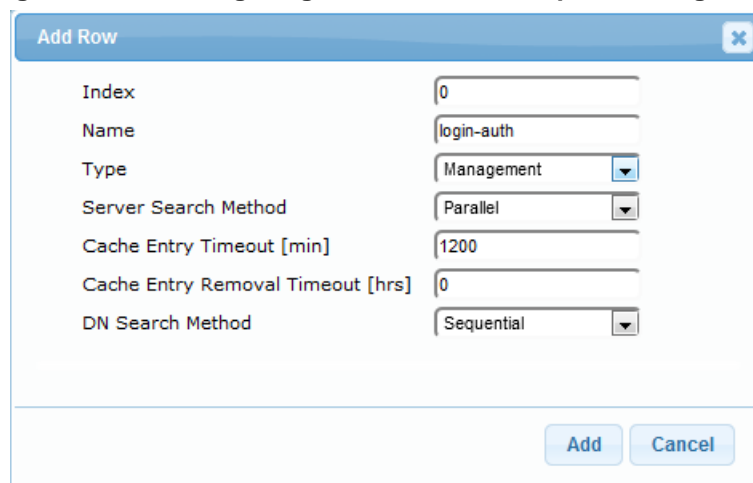 Add Row
Index 0
Name login-auth
Type Management
Server Search Method Parallel
Cache Entry Timeout [min] 1200
Cache Entry Removal Timeout [hrs] 0
DN Search Method Sequential
Add Cancel